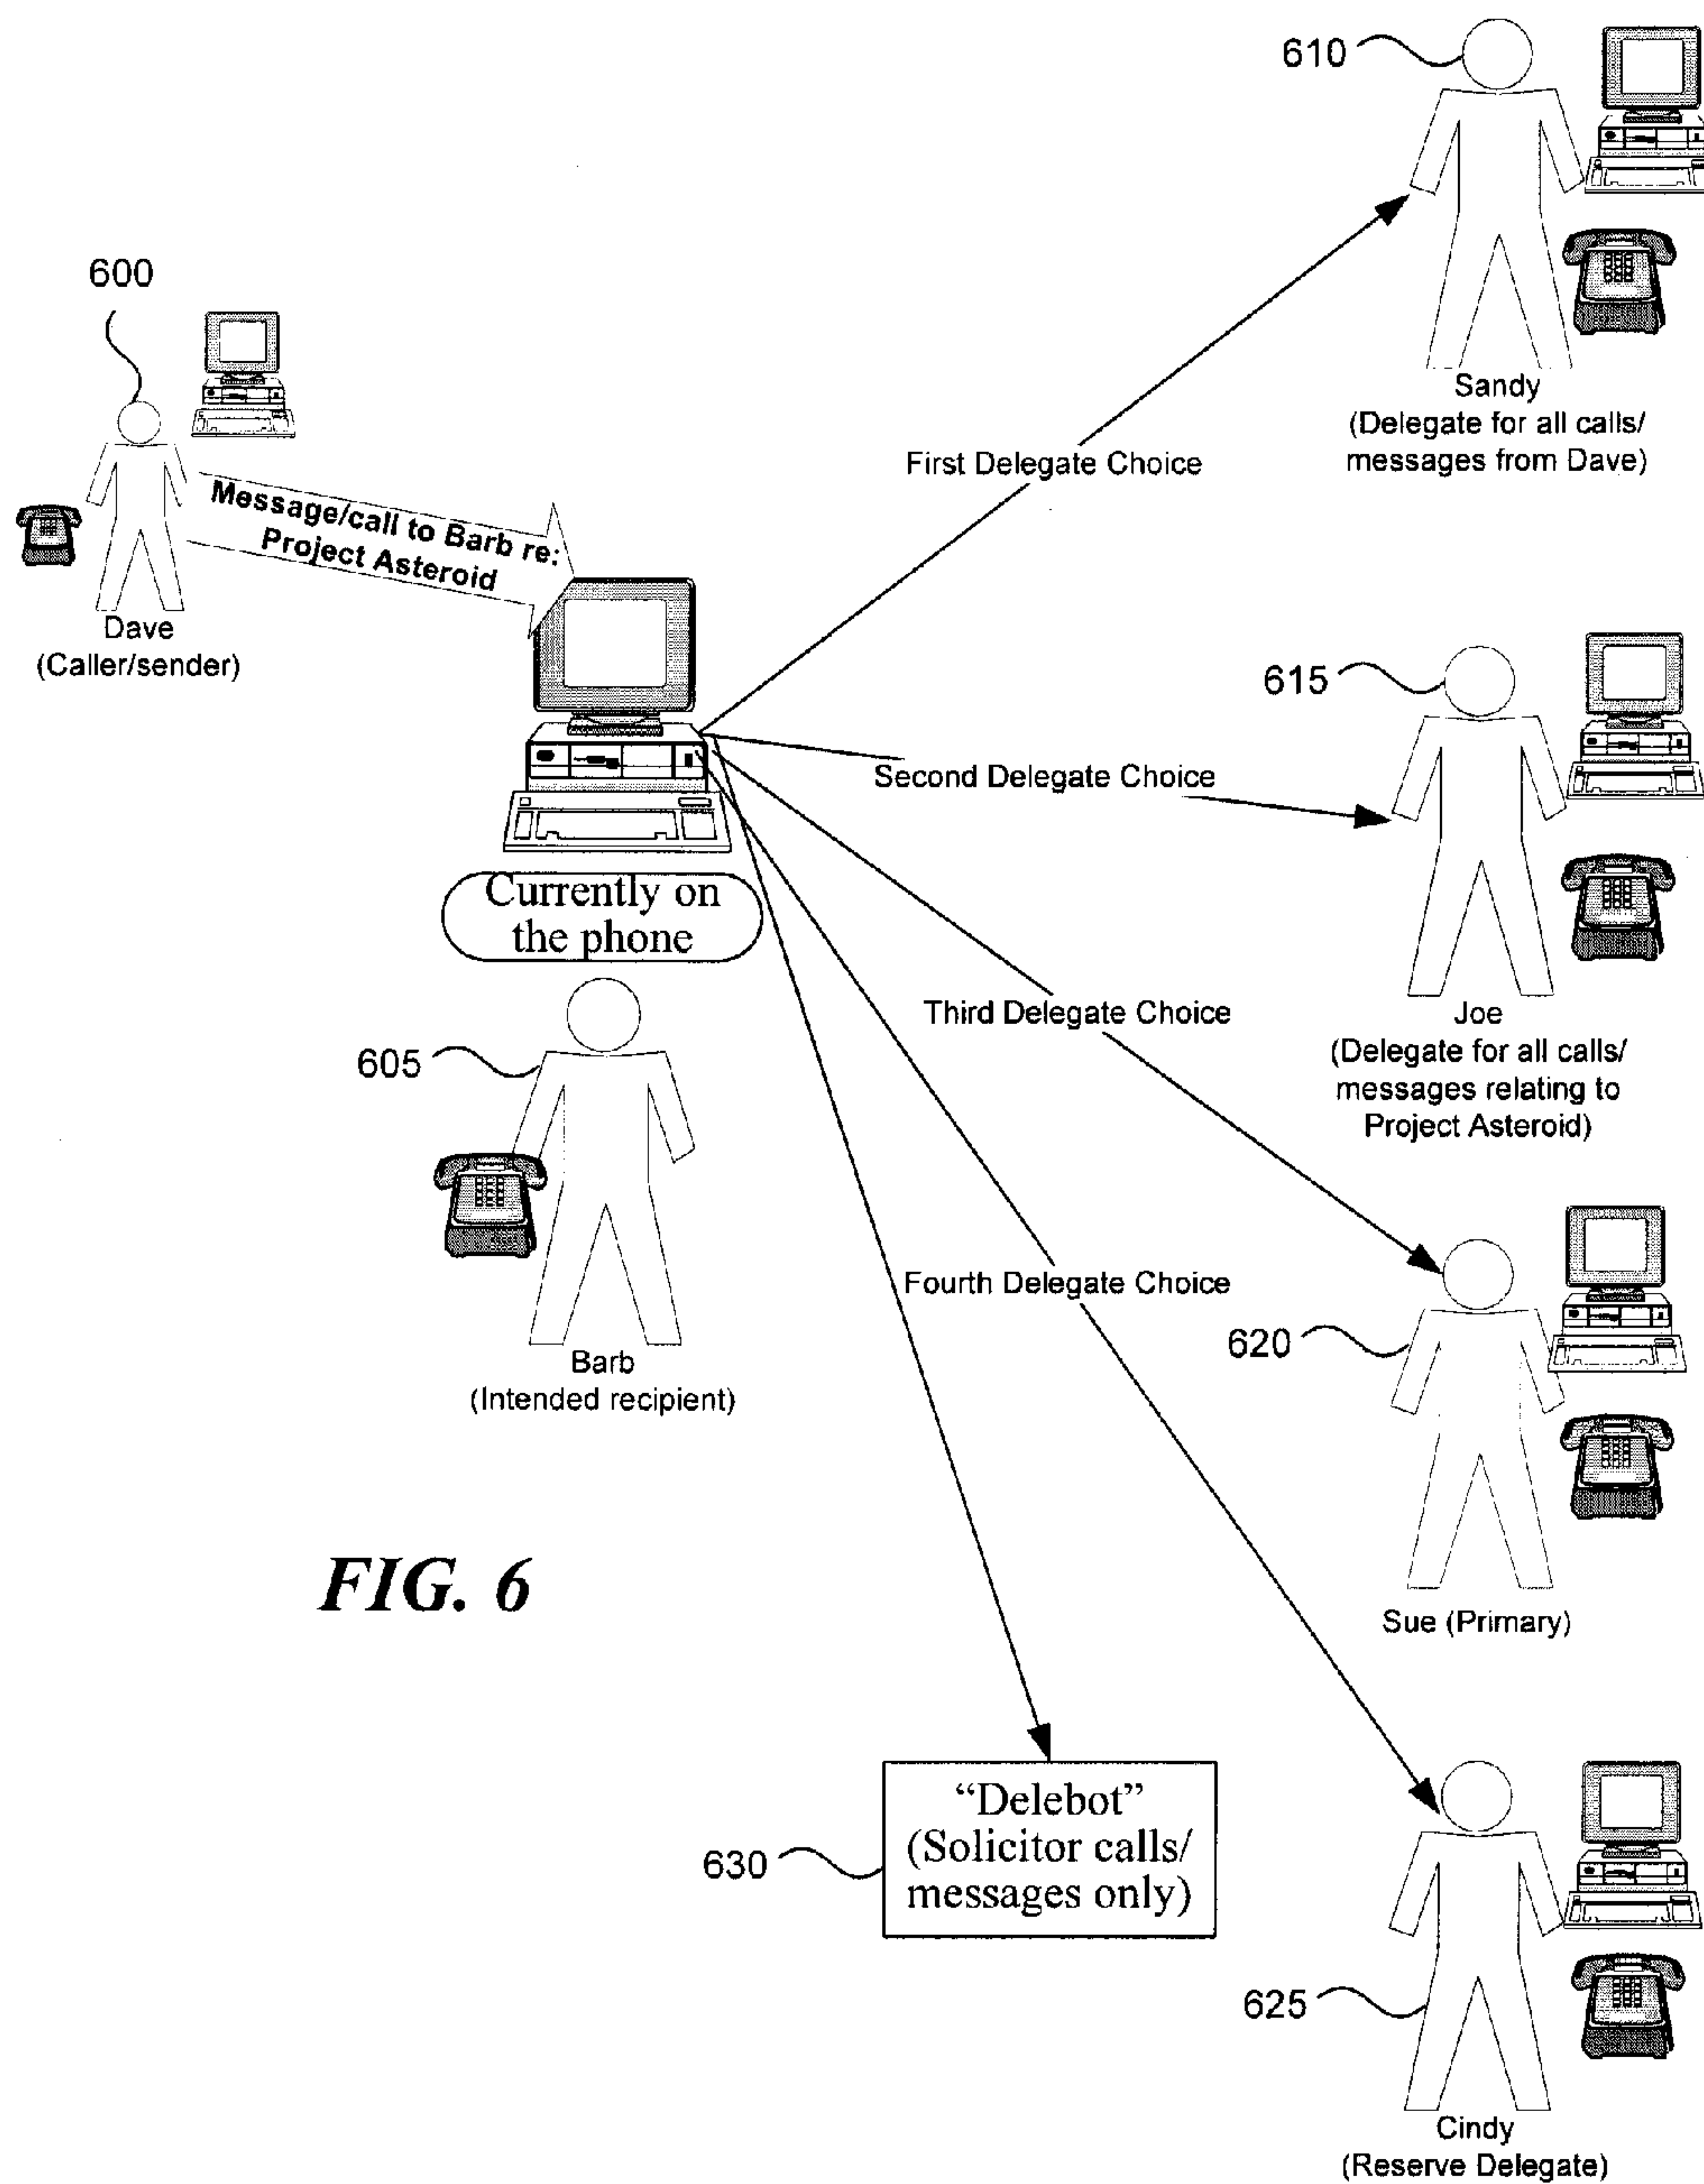 610
600
Sandy
(Delegate for all calls/
messages from Dave)
First Delegate Choice
Message/call to Barb re:
Project Asteroid
Dave
(Caller/sender)
615
Second Delegate Choice
Currently on
the phone
Third Delegate Choice
Joe
(Delegate for all calls/
messages relating to
Project Asteroid)
605
Fourth Delegate Choice
620
Barb
(Intended recipient)
FIG. 6
Sue (Primary)
"Delebot"
(Solicitor calls/
messages only)
630
625
Cindy
(Reserve Delegate)